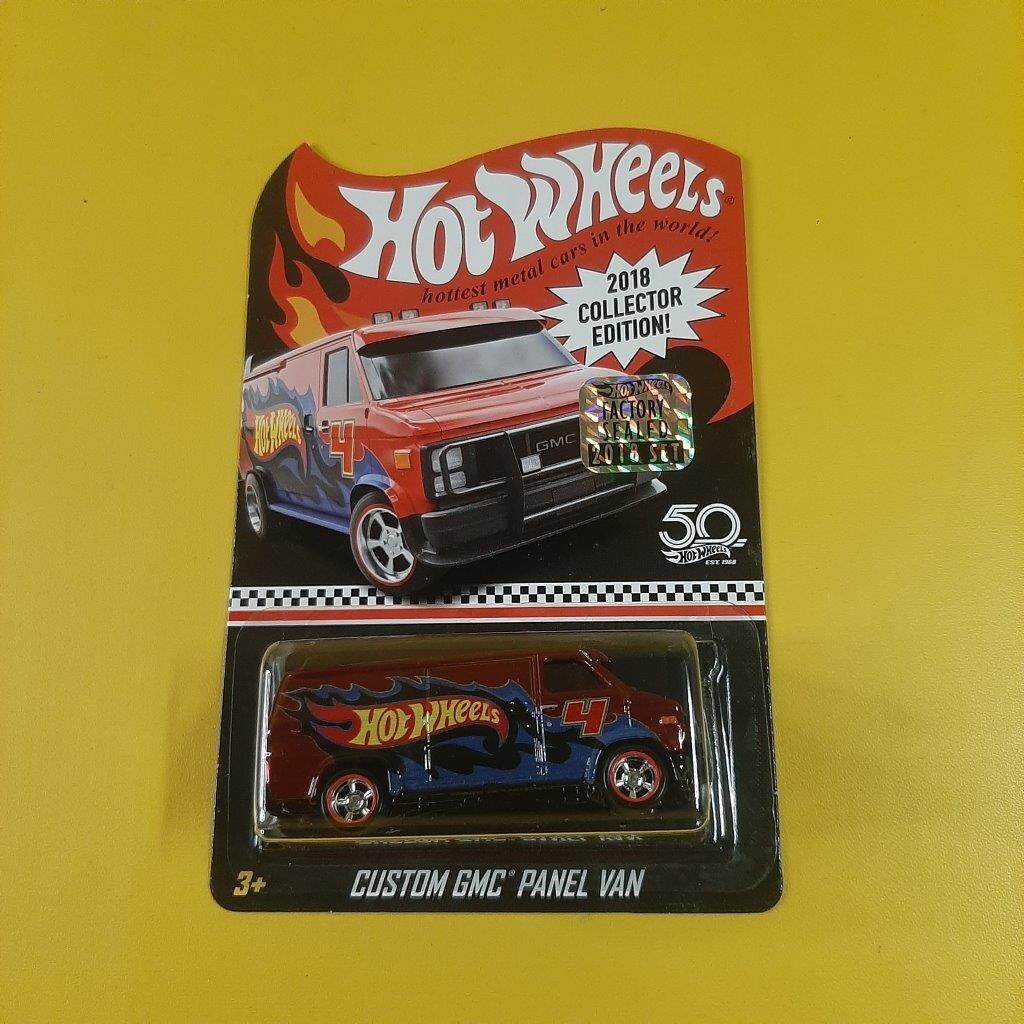 HOT WHEELS®
hottest metal cars in the world!
2018
COLLECTOR
EDITION!
HOT WHEELS
FACTORY
SEALED
2018 SET
HOT WHEELS
4
GMC
50
HOT WHEELS
EST. 1968
HOT WHEELS
4
3+
CUSTOM GMC® PANEL VAN